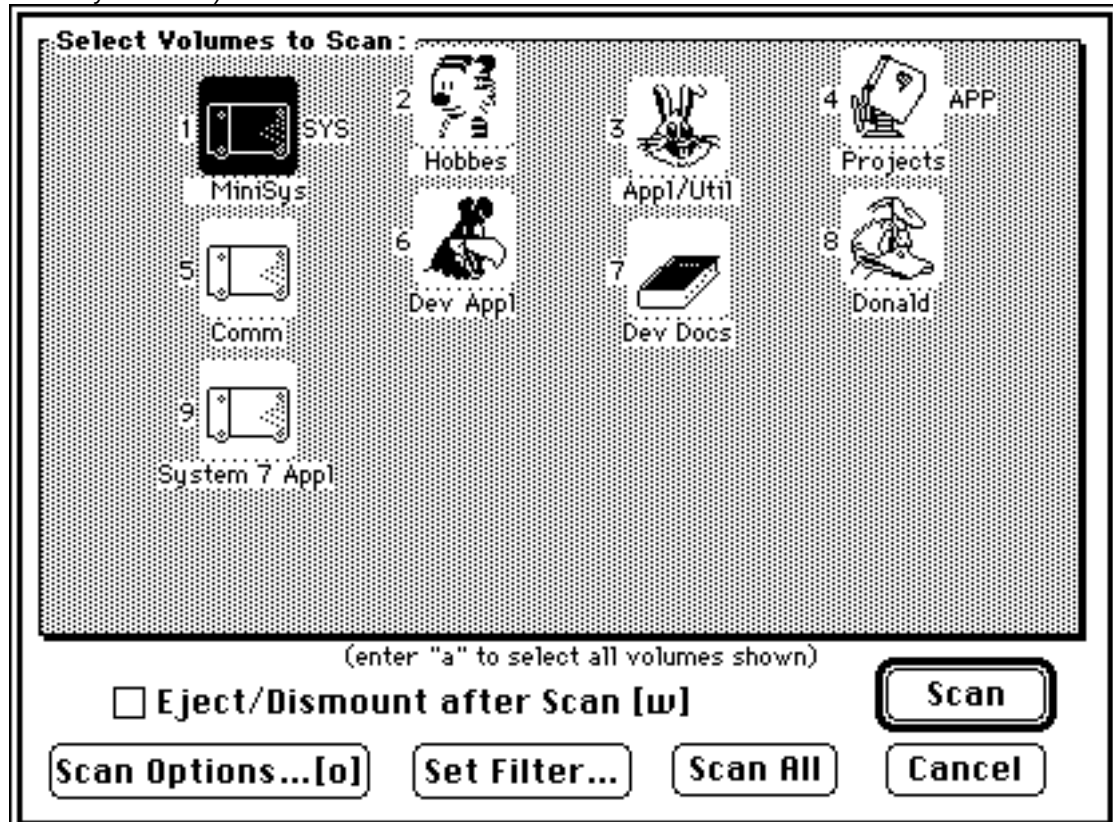 Select Volumes to Scan:
1 SYS
MiniSys
2
Hobbes
3
Appl/Util
4 APP
Projects
5
Comm
6
Dev Appl
7
Dev Docs
8
Donald
9
System 7 Appl
(enter "a" to select all volumes shown)
Eject/Dismount after Scan [w]
Scan
Scan Options...[o]
Set Filter...
Scan All
Cancel